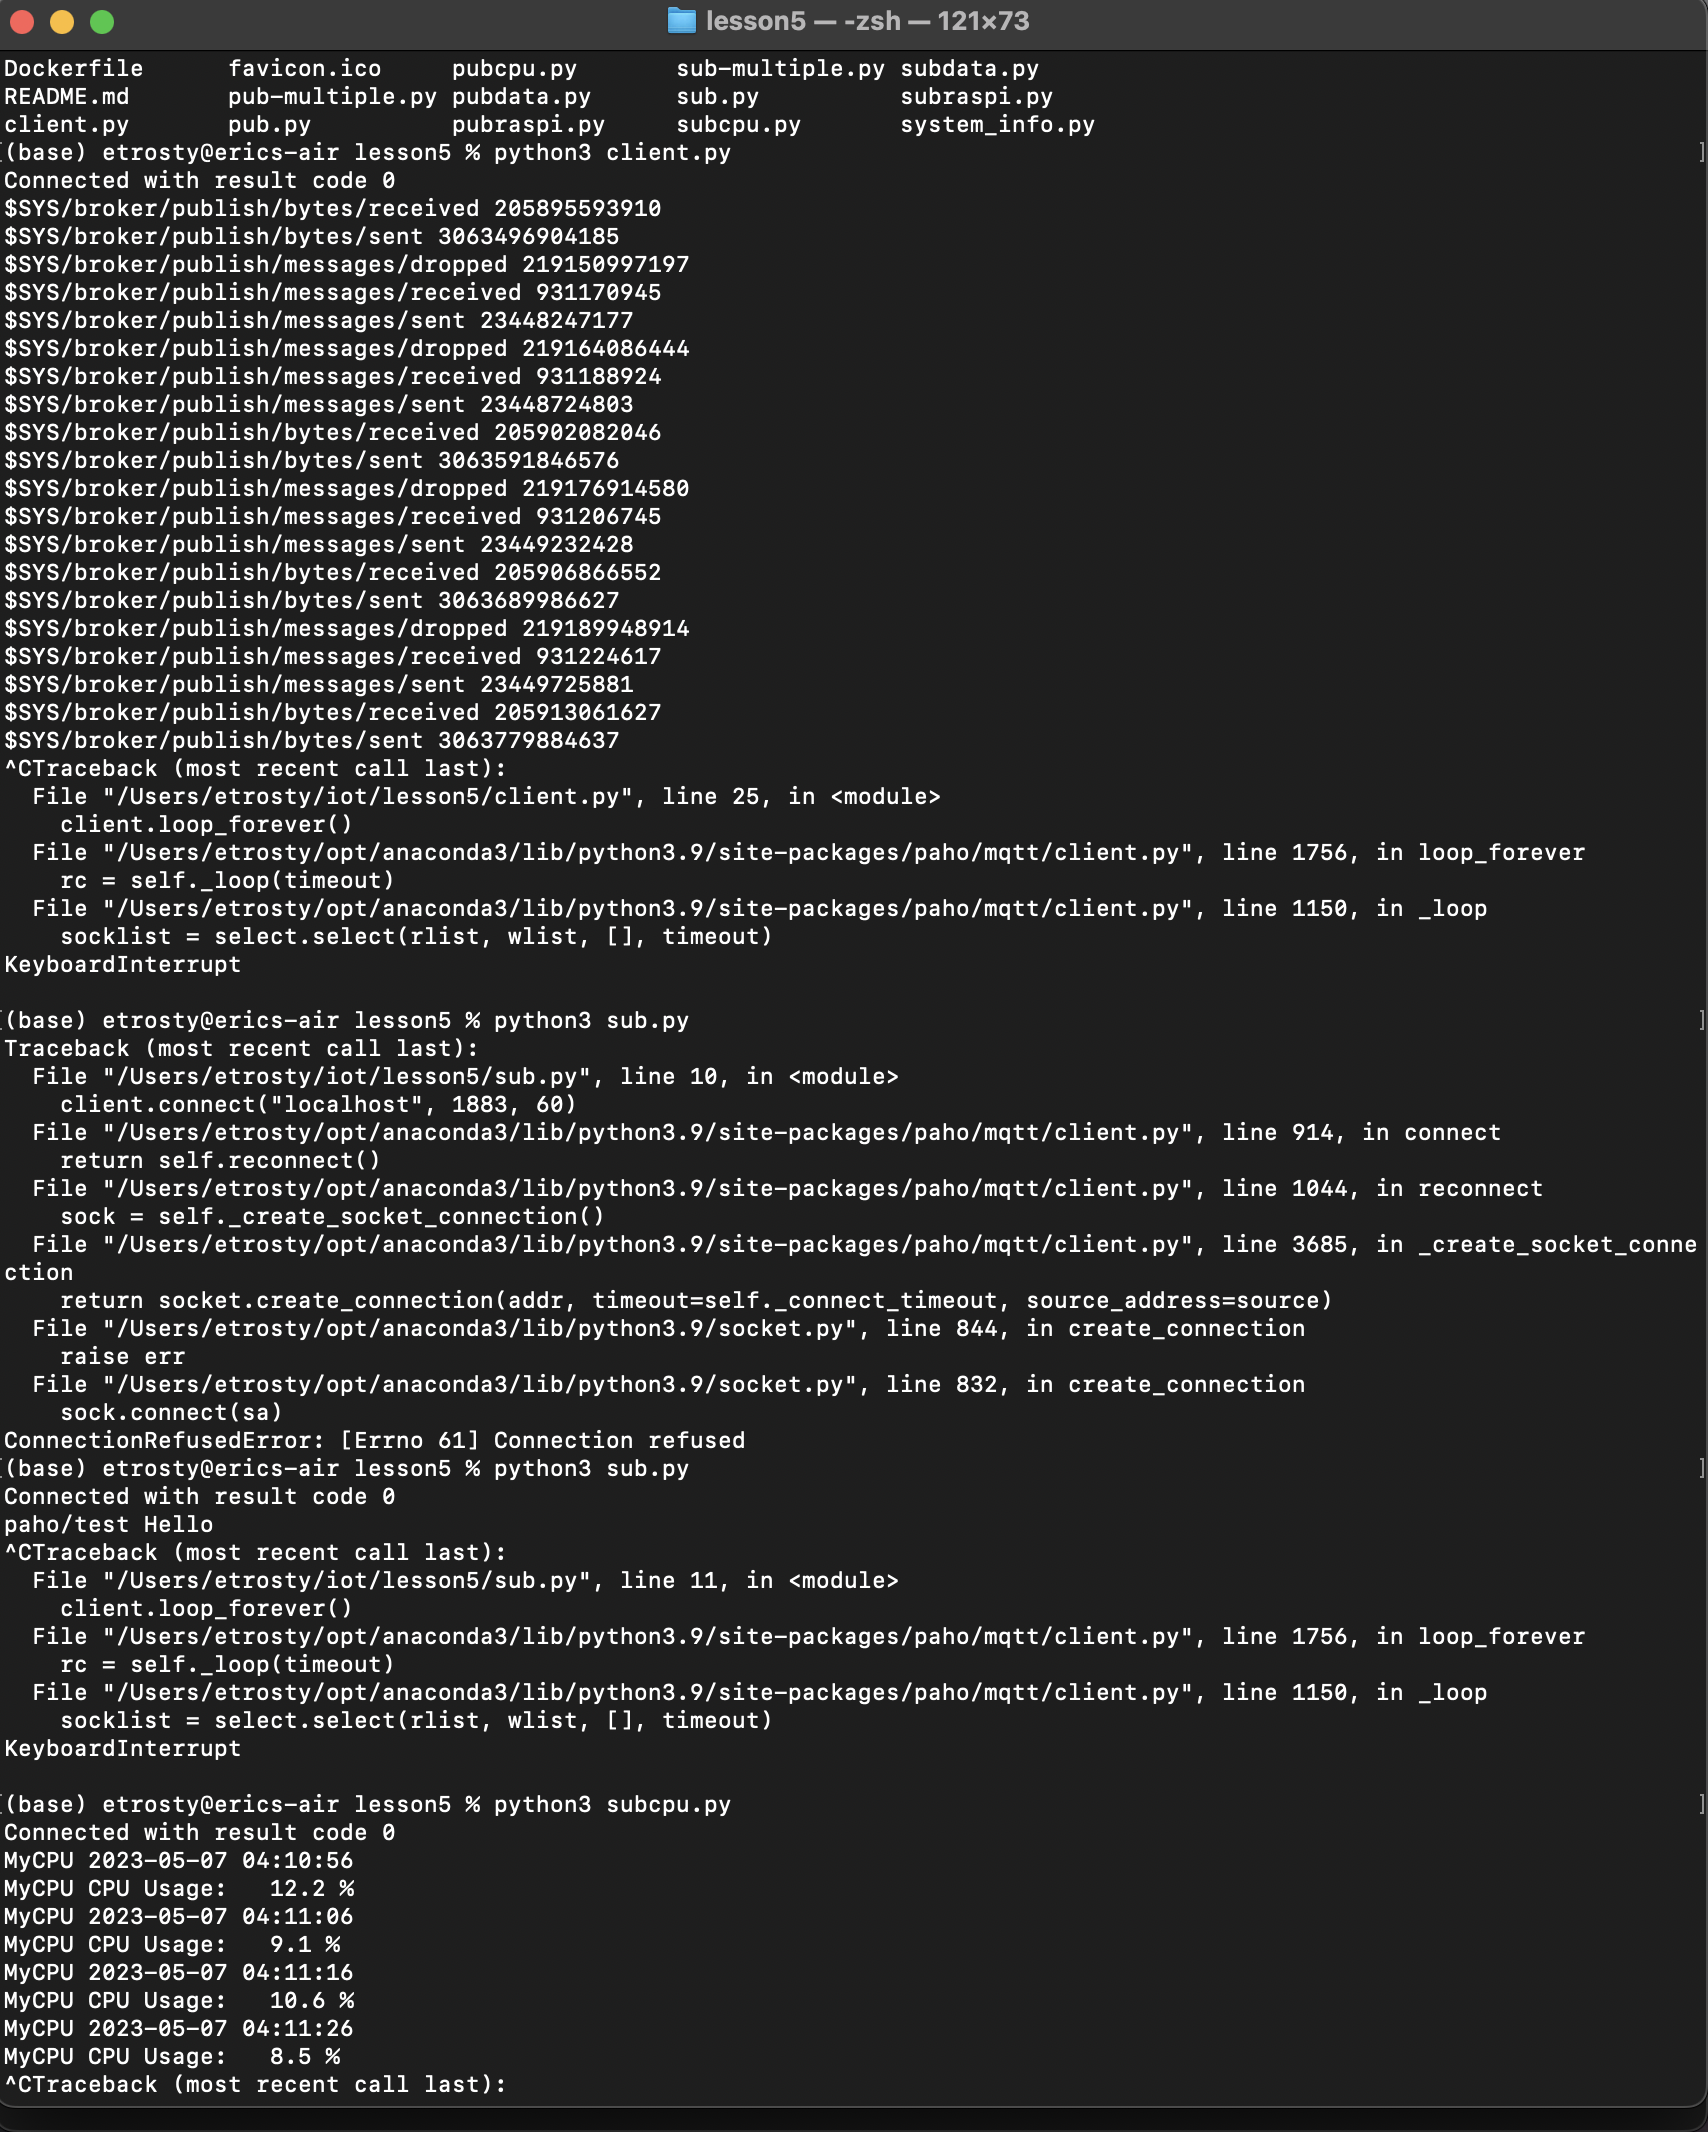 lesson5 — -zsh — 121×73
Dockerfile      favicon.ico     pubcpu.py       sub-multiple.py subdata.py
README.md       pub-multiple.py pubdata.py      sub.py          subraspi.py
client.py       pub.py          pubraspi.py     subcpu.py       system_info.py
[(base) etrosty@erics-air lesson5 % python3 client.py ]
Connected with result code 0
$SYS/broker/publish/bytes/received 205895593910
$SYS/broker/publish/bytes/sent 3063496904185
$SYS/broker/publish/messages/dropped 219150997197
$SYS/broker/publish/messages/received 931170945
$SYS/broker/publish/messages/sent 23448247177
$SYS/broker/publish/messages/dropped 219164086444
$SYS/broker/publish/messages/received 931188924
$SYS/broker/publish/messages/sent 23448724803
$SYS/broker/publish/bytes/received 205902082046
$SYS/broker/publish/bytes/sent 3063591846576
$SYS/broker/publish/messages/dropped 219176914580
$SYS/broker/publish/messages/received 931206745
$SYS/broker/publish/messages/sent 23449232428
$SYS/broker/publish/bytes/received 205906866552
$SYS/broker/publish/bytes/sent 3063689986627
$SYS/broker/publish/messages/dropped 219189948914
$SYS/broker/publish/messages/received 931224617
$SYS/broker/publish/messages/sent 23449725881
$SYS/broker/publish/bytes/received 205913061627
$SYS/broker/publish/bytes/sent 3063779884637
^CTraceback (most recent call last):
  File "/Users/etrosty/iot/lesson5/client.py", line 25, in <module>
    client.loop_forever()
  File "/Users/etrosty/opt/anaconda3/lib/python3.9/site-packages/paho/mqtt/client.py", line 1756, in loop_forever
    rc = self._loop(timeout)
  File "/Users/etrosty/opt/anaconda3/lib/python3.9/site-packages/paho/mqtt/client.py", line 1150, in _loop
    socklist = select.select(rlist, wlist, [], timeout)
KeyboardInterrupt

[(base) etrosty@erics-air lesson5 % python3 sub.py ]
Traceback (most recent call last):
  File "/Users/etrosty/iot/lesson5/sub.py", line 10, in <module>
    client.connect("localhost", 1883, 60)
  File "/Users/etrosty/opt/anaconda3/lib/python3.9/site-packages/paho/mqtt/client.py", line 914, in connect
    return self.reconnect()
  File "/Users/etrosty/opt/anaconda3/lib/python3.9/site-packages/paho/mqtt/client.py", line 1044, in reconnect
    sock = self._create_socket_connection()
  File "/Users/etrosty/opt/anaconda3/lib/python3.9/site-packages/paho/mqtt/client.py", line 3685, in _create_socket_conne
ction
    return socket.create_connection(addr, timeout=self._connect_timeout, source_address=source)
  File "/Users/etrosty/opt/anaconda3/lib/python3.9/socket.py", line 844, in create_connection
    raise err
  File "/Users/etrosty/opt/anaconda3/lib/python3.9/socket.py", line 832, in create_connection
    sock.connect(sa)
ConnectionRefusedError: [Errno 61] Connection refused
[(base) etrosty@erics-air lesson5 % python3 sub.py ]
Connected with result code 0
paho/test Hello
^CTraceback (most recent call last):
  File "/Users/etrosty/iot/lesson5/sub.py", line 11, in <module>
    client.loop_forever()
  File "/Users/etrosty/opt/anaconda3/lib/python3.9/site-packages/paho/mqtt/client.py", line 1756, in loop_forever
    rc = self._loop(timeout)
  File "/Users/etrosty/opt/anaconda3/lib/python3.9/site-packages/paho/mqtt/client.py", line 1150, in _loop
    socklist = select.select(rlist, wlist, [], timeout)
KeyboardInterrupt

[(base) etrosty@erics-air lesson5 % python3 subcpu.py ]
Connected with result code 0
MyCPU 2023-05-07 04:10:56
MyCPU CPU Usage:   12.2 %
MyCPU 2023-05-07 04:11:06
MyCPU CPU Usage:   9.1 %
MyCPU 2023-05-07 04:11:16
MyCPU CPU Usage:   10.6 %
MyCPU 2023-05-07 04:11:26
MyCPU CPU Usage:   8.5 %
^CTraceback (most recent call last):